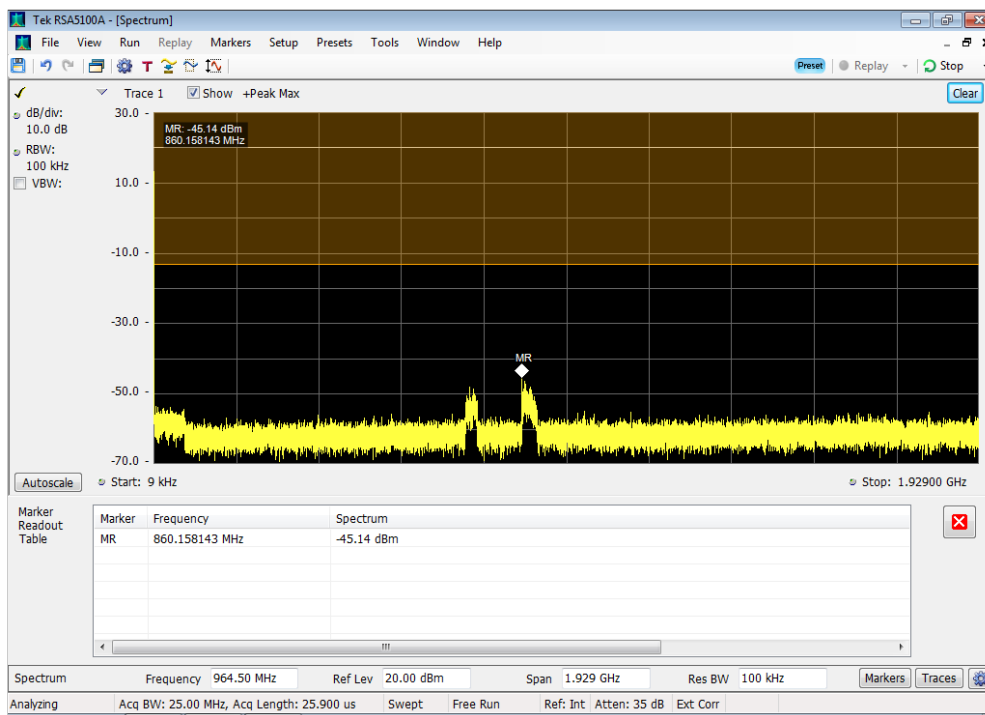 Tek RSA5100A - [Spectrum]
File View Run Replay Markers Setup Presets Tools Window Help
T Preset Replay Stop
Trace 1 Show +Peak Max Clear
dB/div:
10.0 dB
RBW:
100 kHz
VBW:
30.0 -
10.0 -
-10.0 -
-30.0 -
-50.0 -
-70.0 -
MR: -45.14 dBm
860.158143 MHz
MR
Autoscale Start: 9 kHz Stop: 1.92900 GHz
Marker
Readout
Table
Marker Frequency Spectrum
MR 860.158143 MHz -45.14 dBm
Spectrum Frequency 964.50 MHz Ref Lev 20.00 dBm Span 1.929 GHz Res BW 100 kHz Markers Traces
Analyzing Acq BW: 25.00 MHz, Acq Length: 25.900 us Swept Free Run Ref: Int Atten: 35 dB Ext Corr